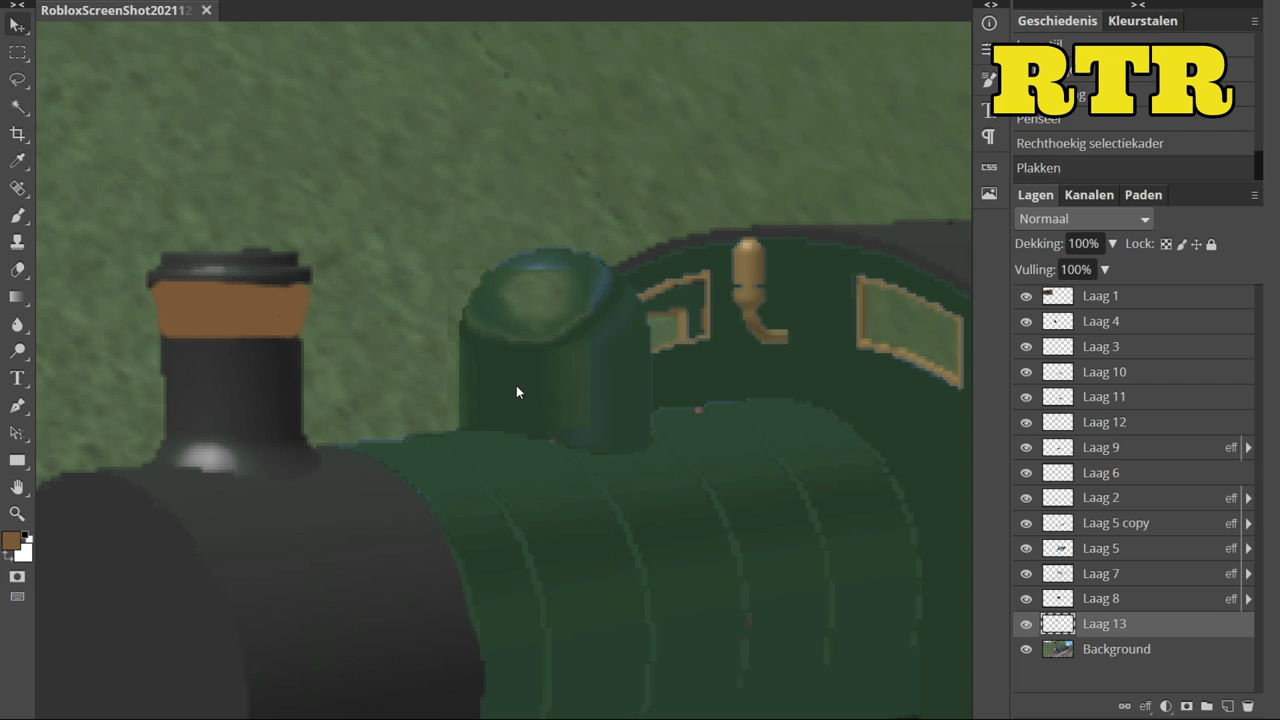 RobloxScreenShot202112
Geschiedenis Kleurstalen
RTR
Penseel
Rechthoekig selectiekader
Plakken
Lagen Kanalen Paden
Normaal
Dekking: 100% Lock:
Vulling: 100%
Laag 1
Laag 4
Laag 3
Laag 10
Laag 11
Laag 12
Laag 9 eff
Laag 6
Laag 2 eff
Laag 5 copy eff
Laag 5 eff
Laag 7 eff
Laag 8 eff
Laag 13
Background
css
eff